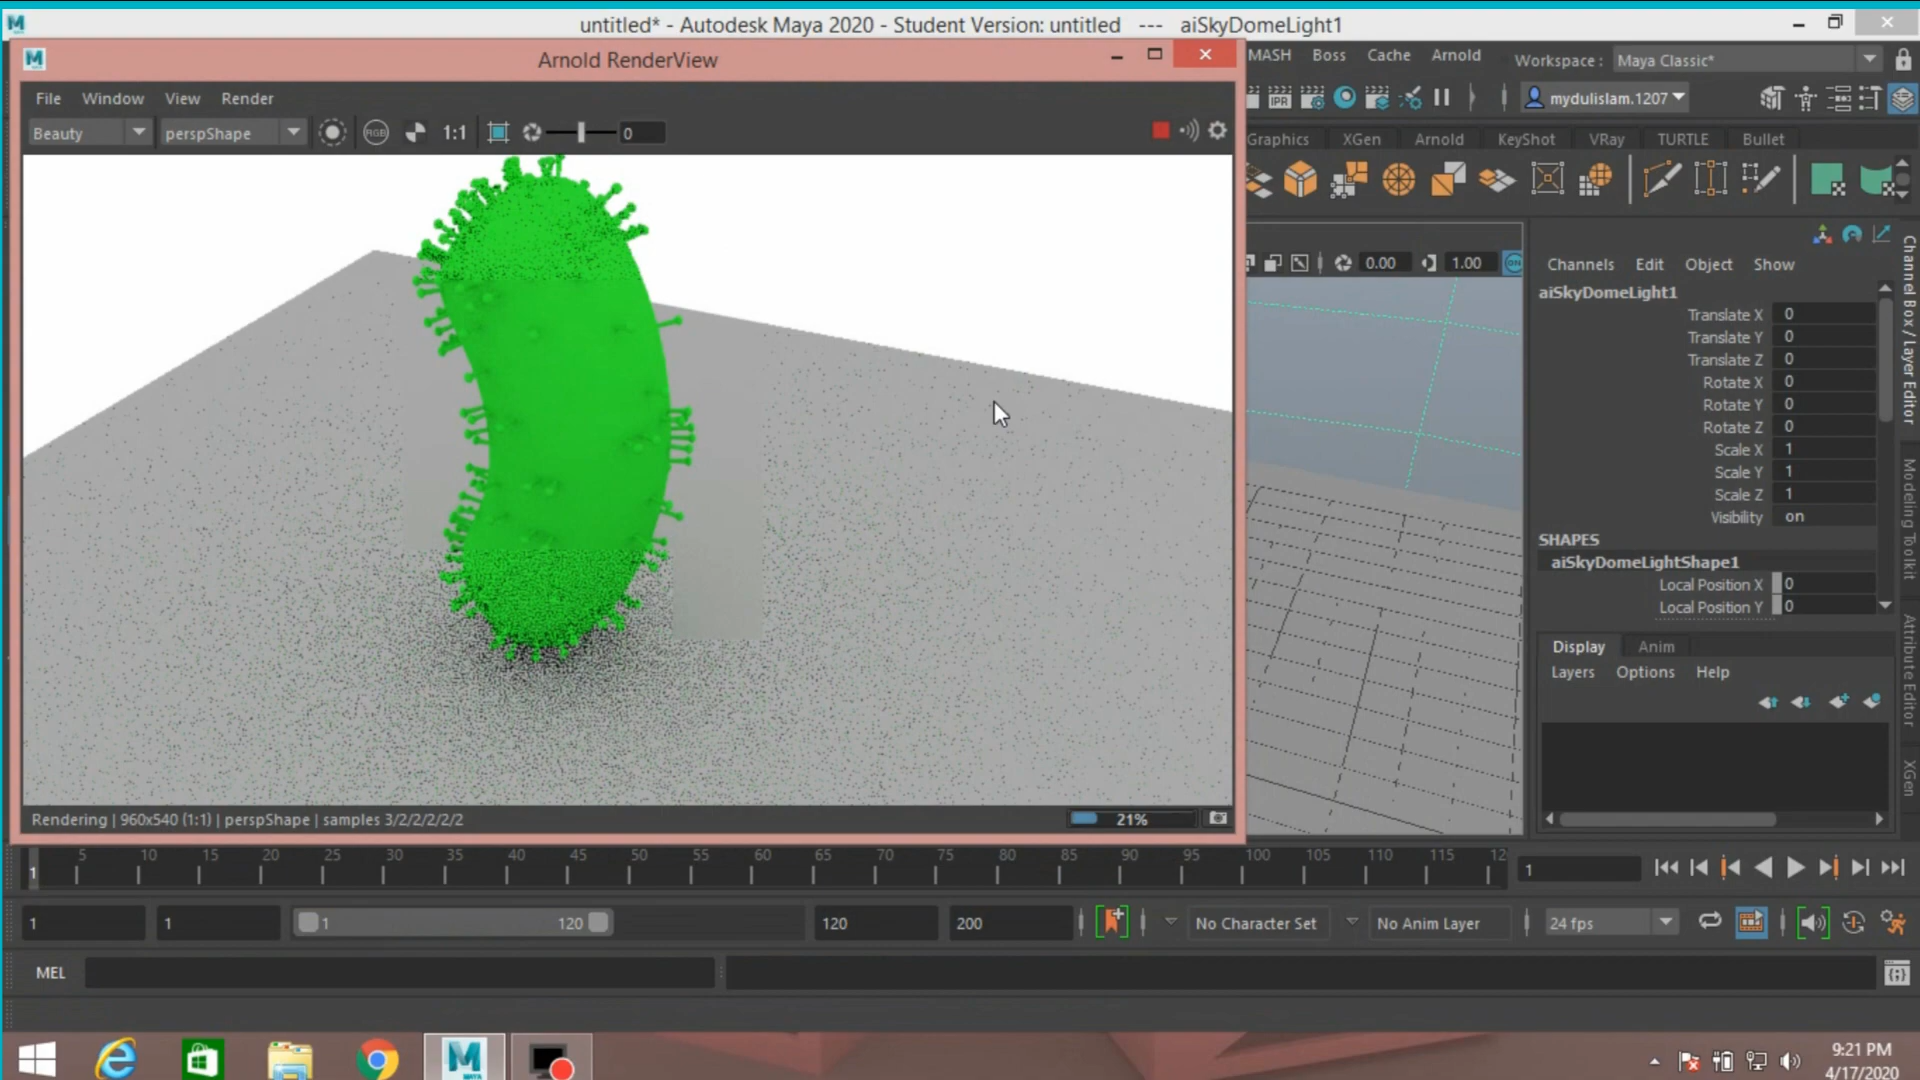 untitled* - Autodesk Maya 2020 - Student Version: untitled --- aiSkyDomeLight1
Arnold RenderView
MASH Boss Cache Arnold Workspace : Maya Classic*
File Window View Render
IPR mydulislam.1207
Beauty perspShape RGB 1:1 0
Graphics XGen Arnold KeyShot VRay TURTLE Bullet
0.00 1.00 ON
Channels Edit Object Show
aiSkyDomeLight1
Translate X 0
Translate Y 0
Translate Z 0
Rotate X 0
Rotate Y 0
Rotate Z 0
Scale X 1
Scale Y 1
Scale Z 1
Visibility on
SHAPES
aiSkyDomeLightShape1
Local Position X 0
Local Position Y 0
Display Anim
Layers Options Help
Channel Box / Layer Editor
Modeling Toolkit
Attribute Editor
XGen
Rendering | 960x540 (1:1) | perspShape | samples 3/2/2/2/2/2 21%
5 10 15 20 25 30 35 40 45 50 55 60 65 70 75 80 85 90 95 100 105 110 115 12
1 1
1 1 1 120 120 200 No Character Set No Anim Layer 24 fps
MEL
MAYA
9:21 PM
4/17/2020